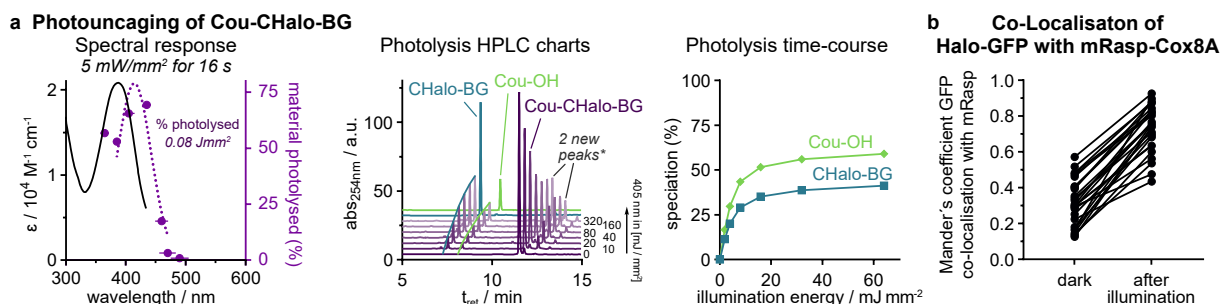 a Photouncaging of Cou-CHalo-BG
Spectral response
5 mW/mm² for 16 s
ε / 10⁴ M⁻¹ cm⁻¹
2
1
0
% photolysed
0.08 Jmm²
75
50
25
0
material photolysed (%)
300 400 500 600
wavelength / nm
Photolysis HPLC charts
abs254nm / a.u.
100
50
0
CHalo-BG
Cou-OH
Cou-CHalo-BG
2 new
peaks*
320 160
80 40
20 10
0
405 nm in [mJ / mm²]
5 10 15
tret / min
Photolysis time-course
speciation (%)
100
75
50
25
0
Cou-OH
CHalo-BG
0 20 40 60
illumination energy / mJ mm⁻²
b Co-Localisaton of
Halo-GFP with mRasp-Cox8A
Mander´s coefficient GFP
co-localisation with mRasp
1.0
0.8
0.6
0.4
0.2
0.0
dark after
illumination